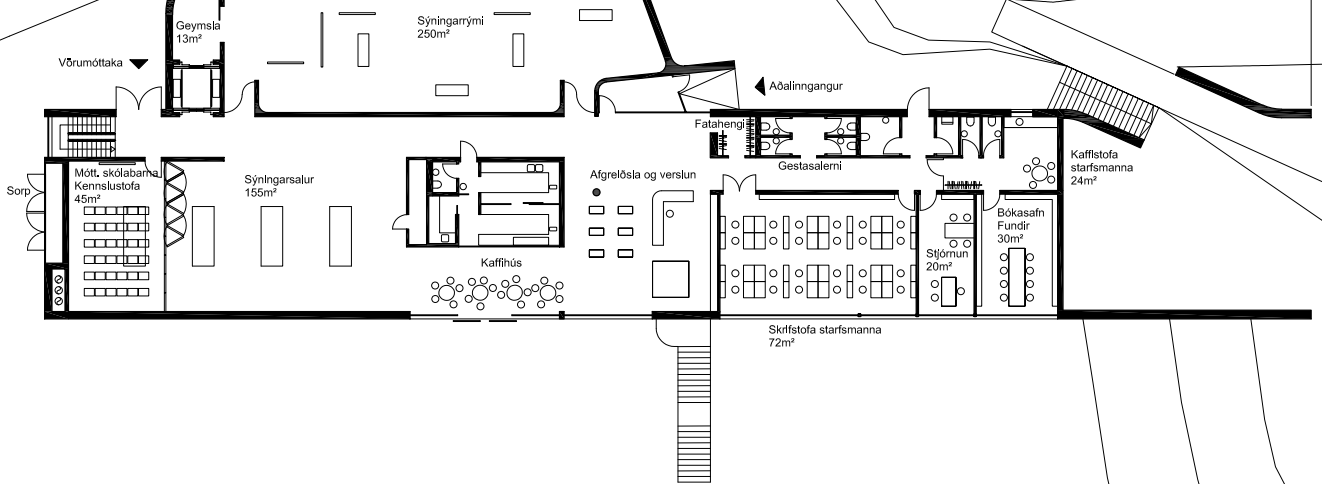 Geymsla
13m²
Sýningarrými
250m²
Vörumóttaka
Aðalinngangur
Fatahengi
Gestasalerni
Kaffistofa
starfsmanna
24m²
Sorp
Mótt. skólabarna
Kennslustofa
45m²
Sýningarsalur
155m²
Afgreiðsla og verslun
Kaffihús
Stjórnun
20m²
Bókasafn
Fundir
30m²
Skrifstofa starfsmanna
72m²